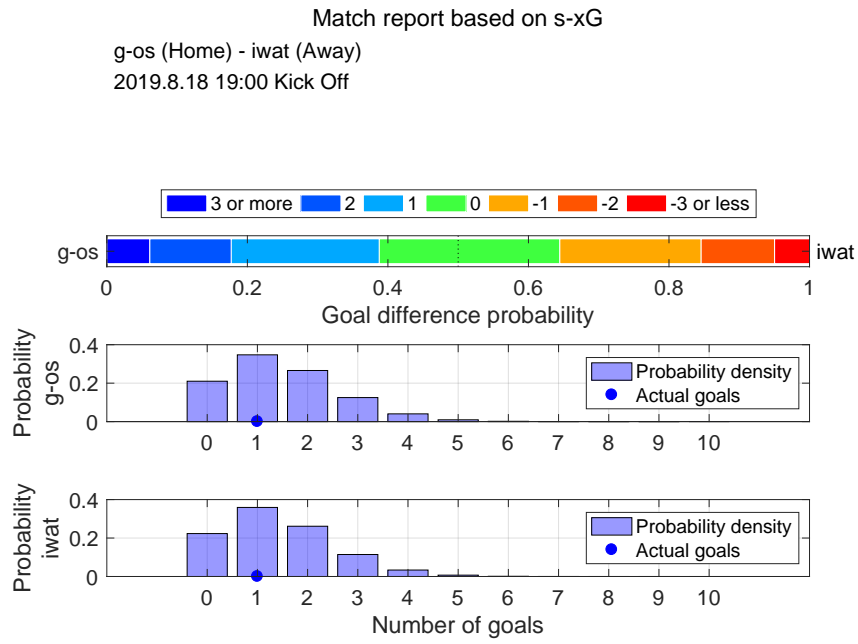 Match report based on s-xG
g-os (Home) - iwat (Away)
2019.8.18 19:00 Kick Off
3 or more 2 1 0 -1 -2 -3 or less
g-os iwat
0 0.2 0.4 0.6 0.8 1
Goal difference probability
Probability
g-os
0.4
0.2
0
Probability density
Actual goals
0 1 2 3 4 5 6 7 8 9 10
Probability
iwat
0.4
0.2
0
Probability density
Actual goals
0 1 2 3 4 5 6 7 8 9 10
Number of goals